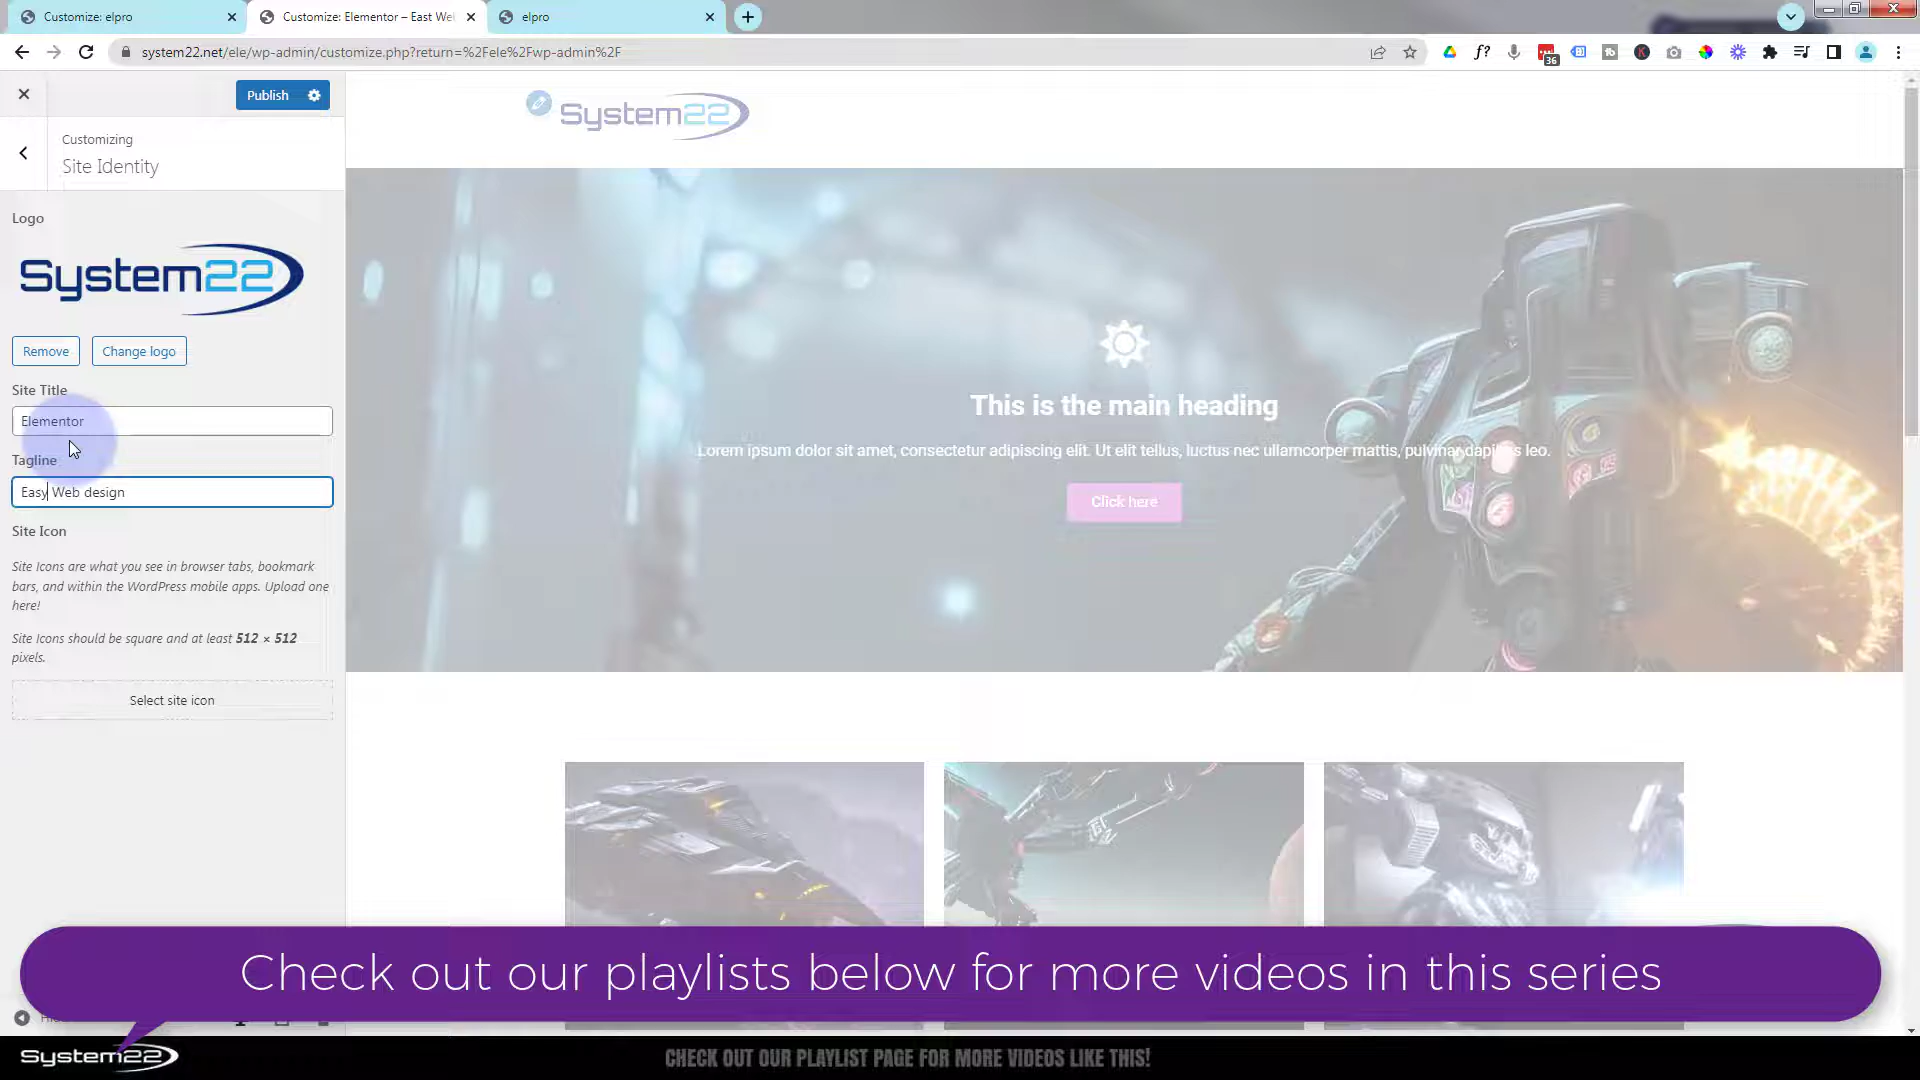 Customize: elpro
Customize: Elementor – East Web
elpro
system22.net/ele/wp-admin/customize.php?return=%2Fele%2Fwp-admin%2F
36
Publish
Customizing
Site Identity
Logo
System22
Remove
Change logo
Site Title
Elementor
Tagline
Easy Web design
Site Icon
Site Icons are what you see in browser tabs, bookmark
bars, and within the WordPress mobile apps. Upload one
here!
Site Icons should be square and at least 512 × 512
pixels.
Select site icon
System22
This is the main heading
Lorem ipsum dolor sit amet, consectetur adipiscing elit. Ut elit tellus, luctus nec ullamcorper mattis, pulvinar dapibus leo.
Click here
Check out our playlists below for more videos in this series
System22
CHECK OUT OUR PLAYLIST PAGE FOR MORE VIDEOS LIKE THIS!